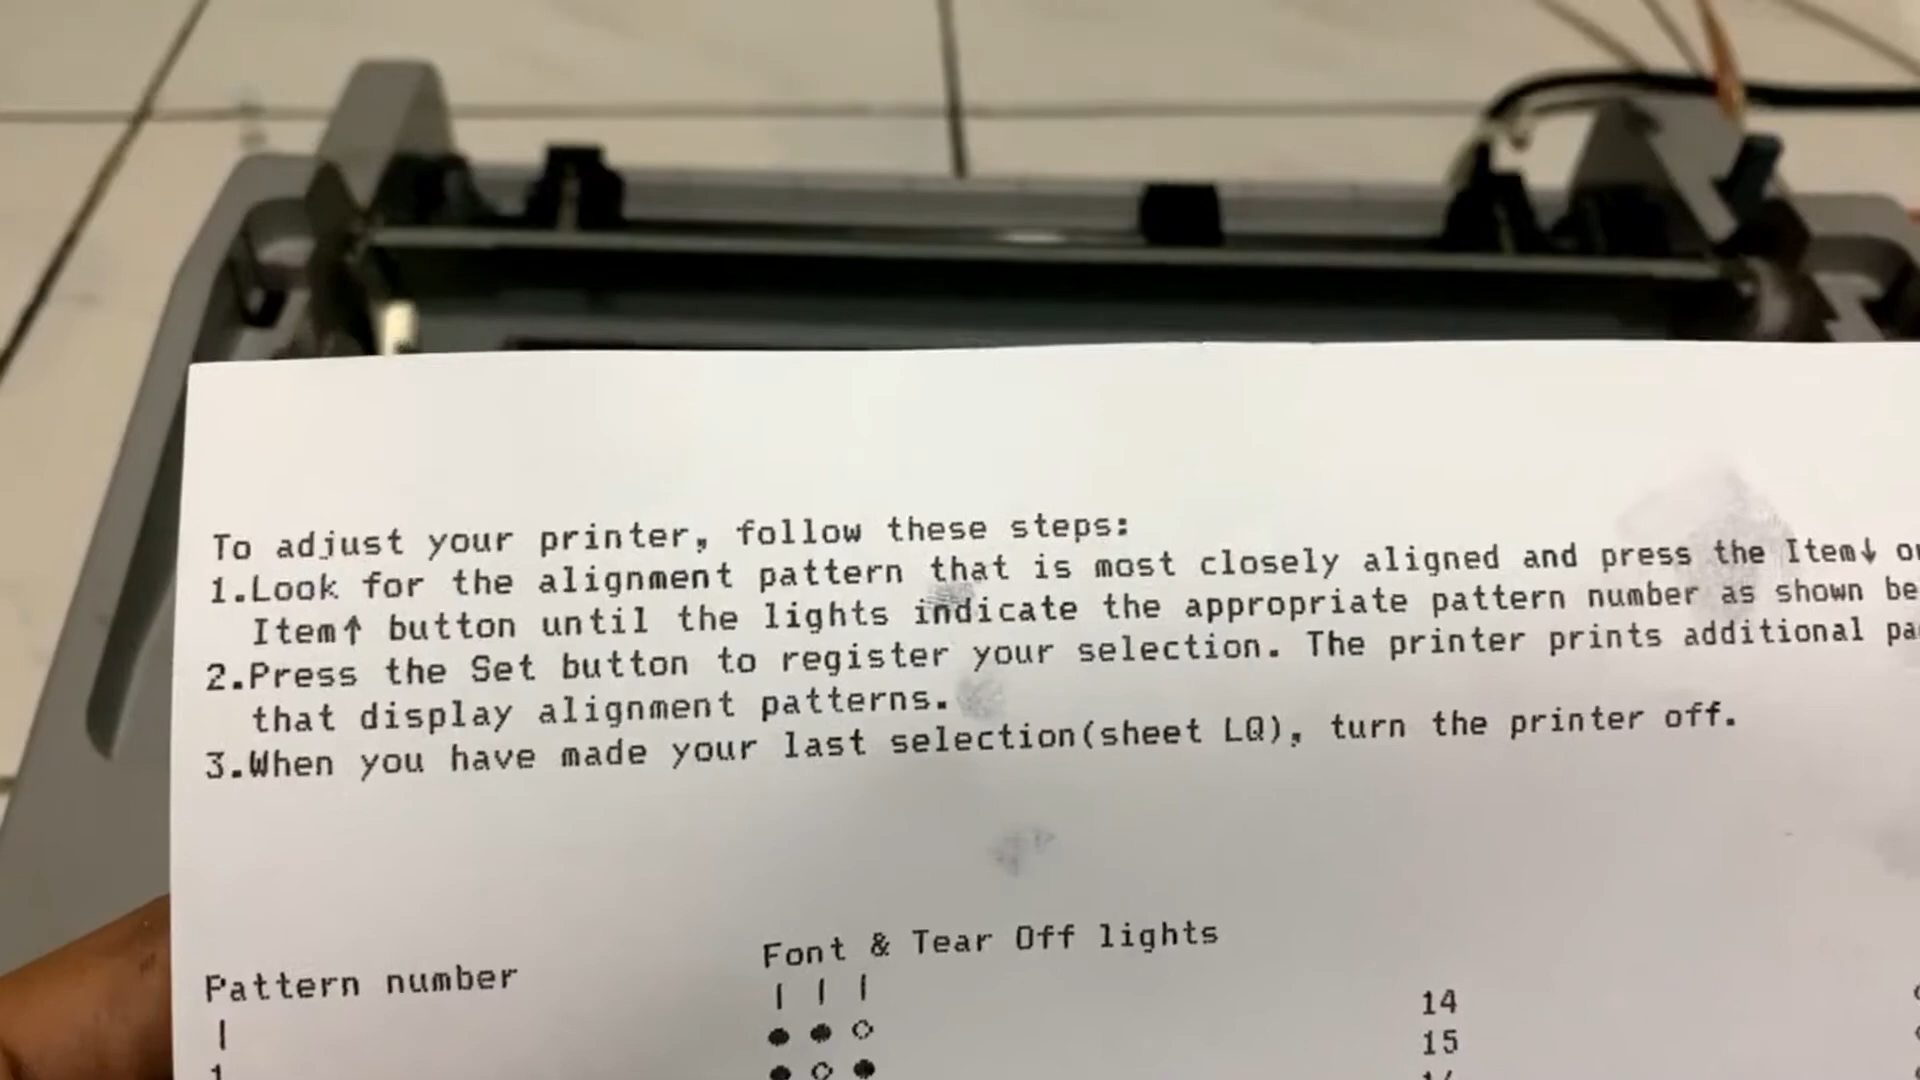 To adjust your printer, follow these steps:
1.Look for the alignment pattern that is most closely aligned and press the Item↓ or
Item↑ button until the lights indicate the appropriate pattern number as shown
2.Press the Set button to register your selection. The printer prints additional
that display alignment patterns.
3.When you have made your last selection(sheet LQ), turn the printer off.
Font & Tear Off lights
Pattern number
| | |
14
|
● ● ○
15
1
● ○ ●